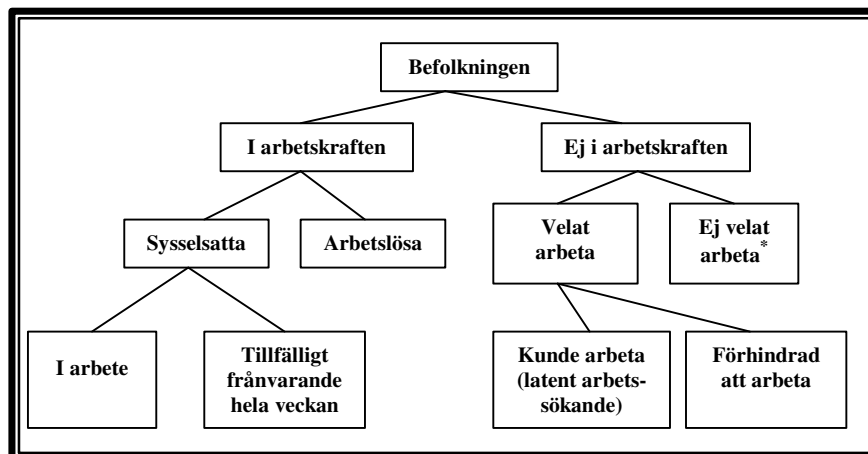 Befolkningen
I arbetskraften
Ej i arbetskraften
Sysselsatta
Arbetslösa
Velat
arbeta
Ej velat
arbeta*
I arbete
Tillfälligt
frånvarande
hela veckan
Kunde arbeta
(latent arbets-
sökande)
Förhindrad
att arbeta